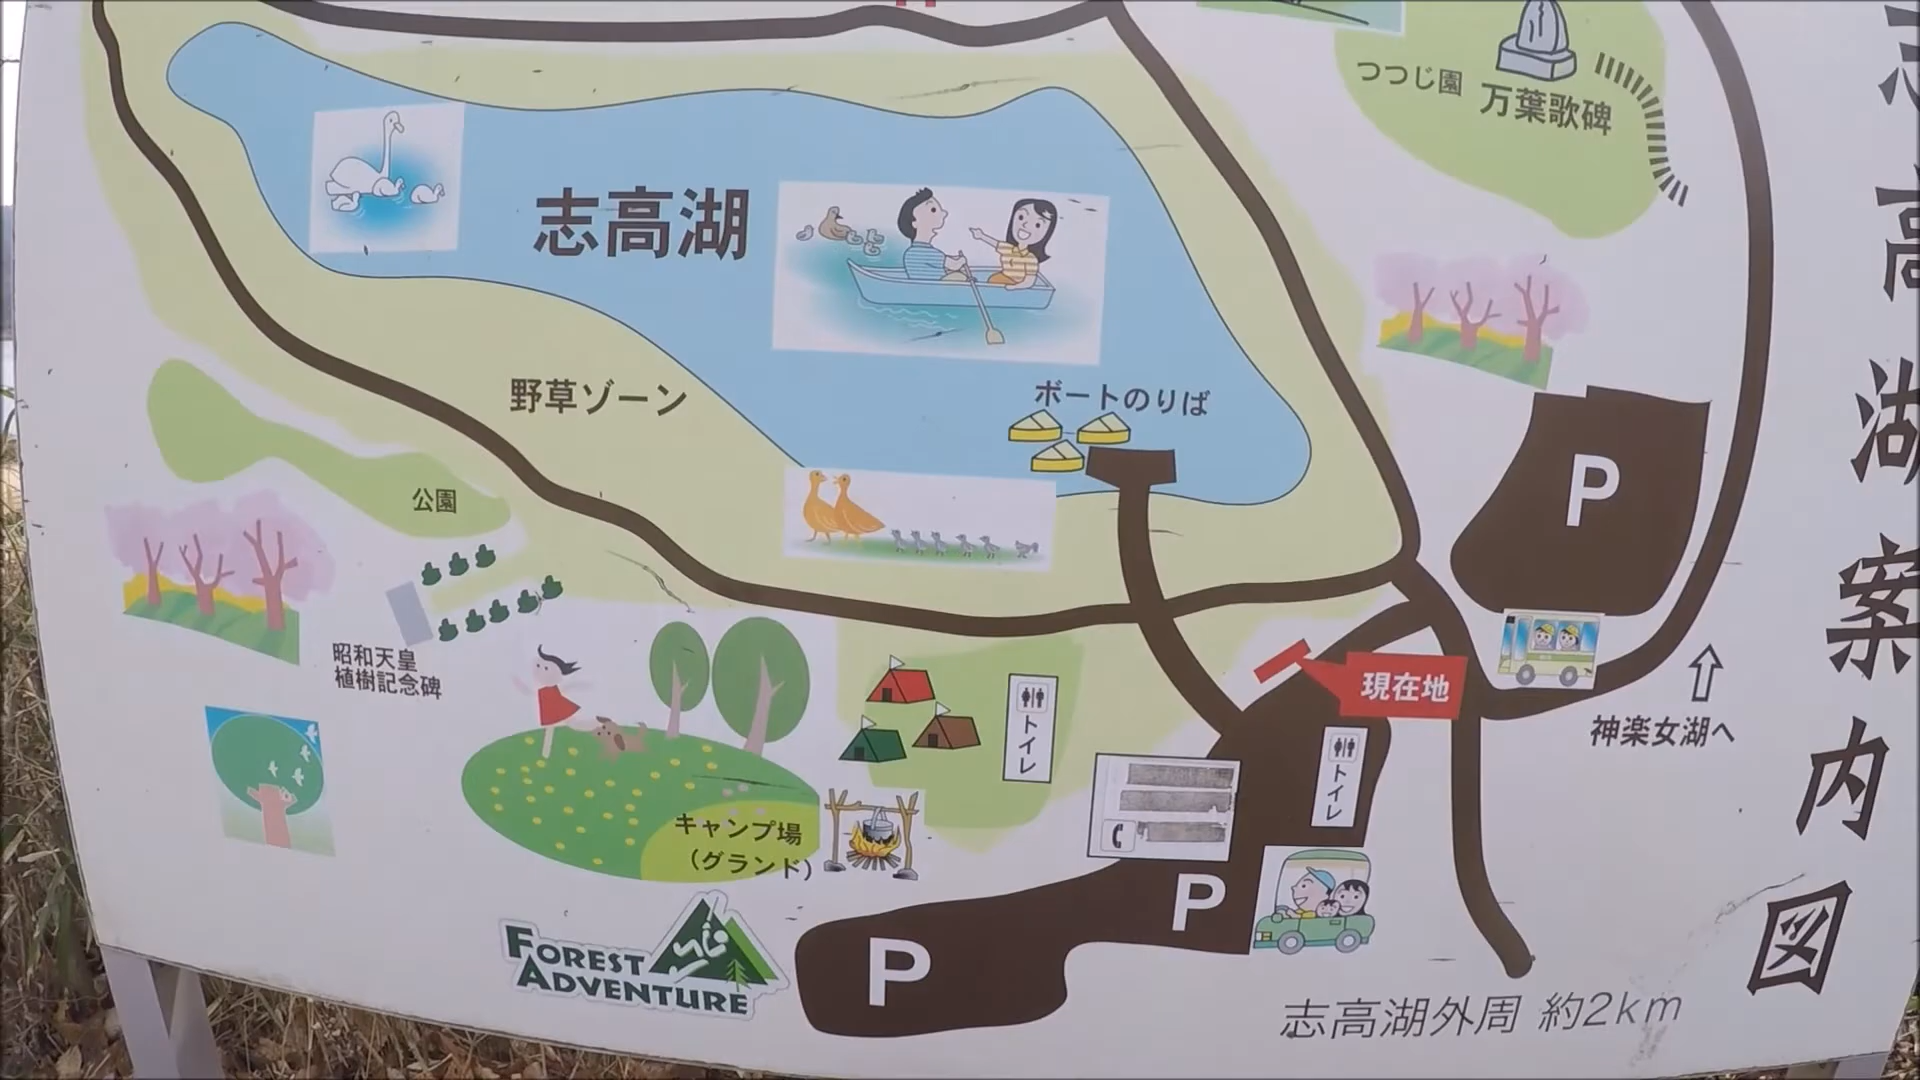 つつじ園
万葉歌碑
志高湖
野草ゾーン
ボートのりば
P
公園
昭和天皇
植樹記念碑
トイレ
現在地
神楽女湖へ
トイレ
キャンプ場
（グランド）
P
P
FOREST
ADVENTURE
志高湖外周 約2km
志高湖案内図